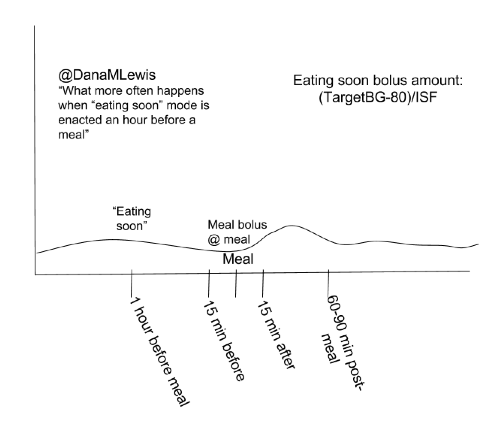 @DanaMLewis
"What more often happens
when "eating soon" mode is
enacted an hour before a
meal"
Eating soon bolus amount:
(TargetBG-80)/ISF
"Eating
soon"
Meal bolus
@ meal
Meal
1 hour before meal
15 min before
15 min after
60-90 min post-
meal